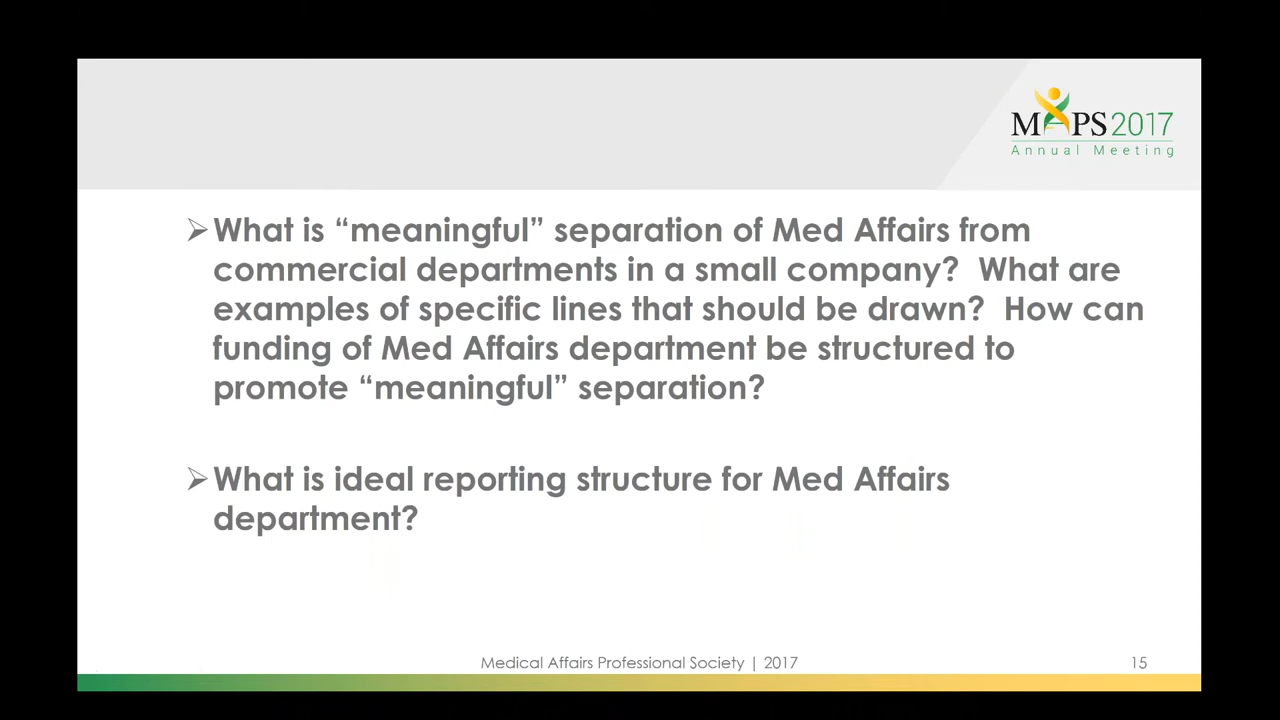 MAPS 2017
Annual Meeting
What is “meaningful” separation of Med Affairs from
commercial departments in a small company?  What are
examples of specific lines that should be drawn?  How can
funding of Med Affairs department be structured to
promote “meaningful” separation?
What is ideal reporting structure for Med Affairs
department?
Medical Affairs Professional Society | 2017
15